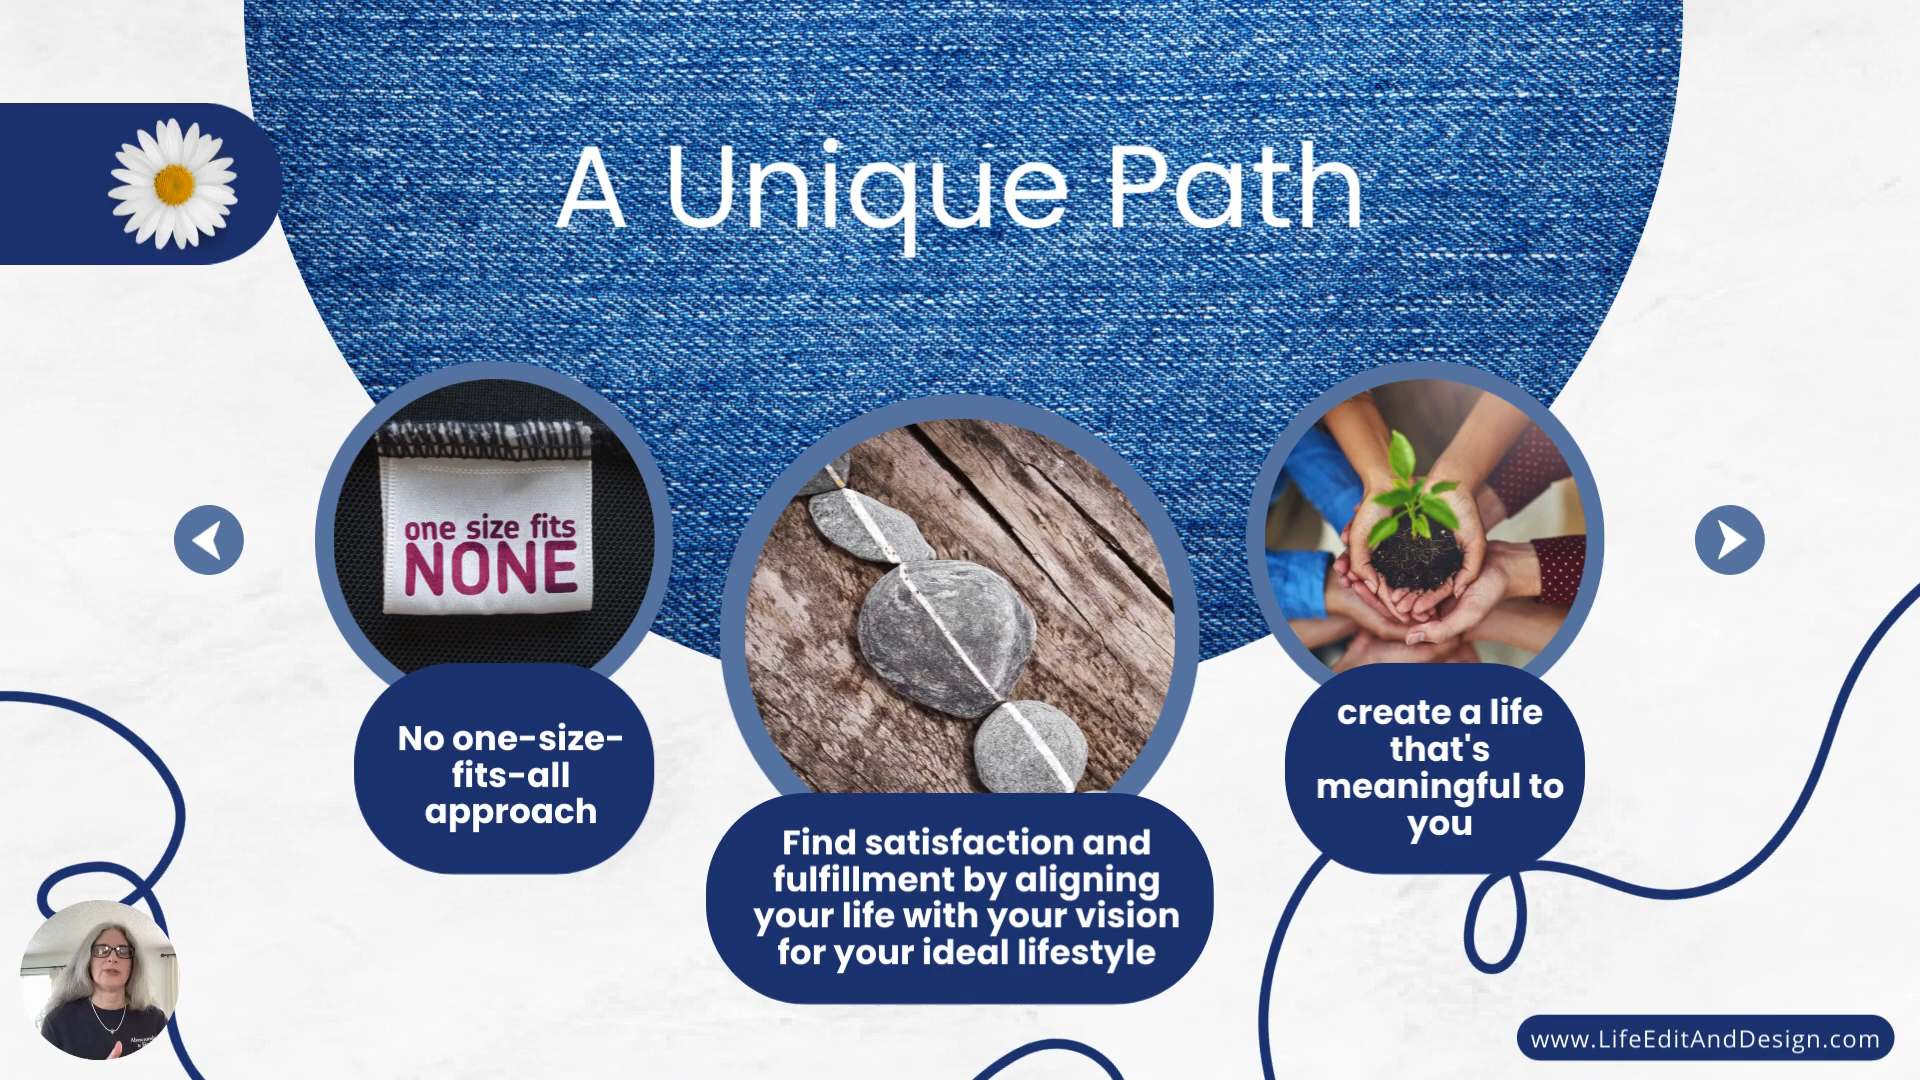 A Unique Path
one size fits
NONE
No one-size-
fits-all
approach
Find satisfaction and
fulfillment by aligning
your life with your vision
for your ideal lifestyle
create a life
that's
meaningful to
you
www.LifeEditAndDesign.com